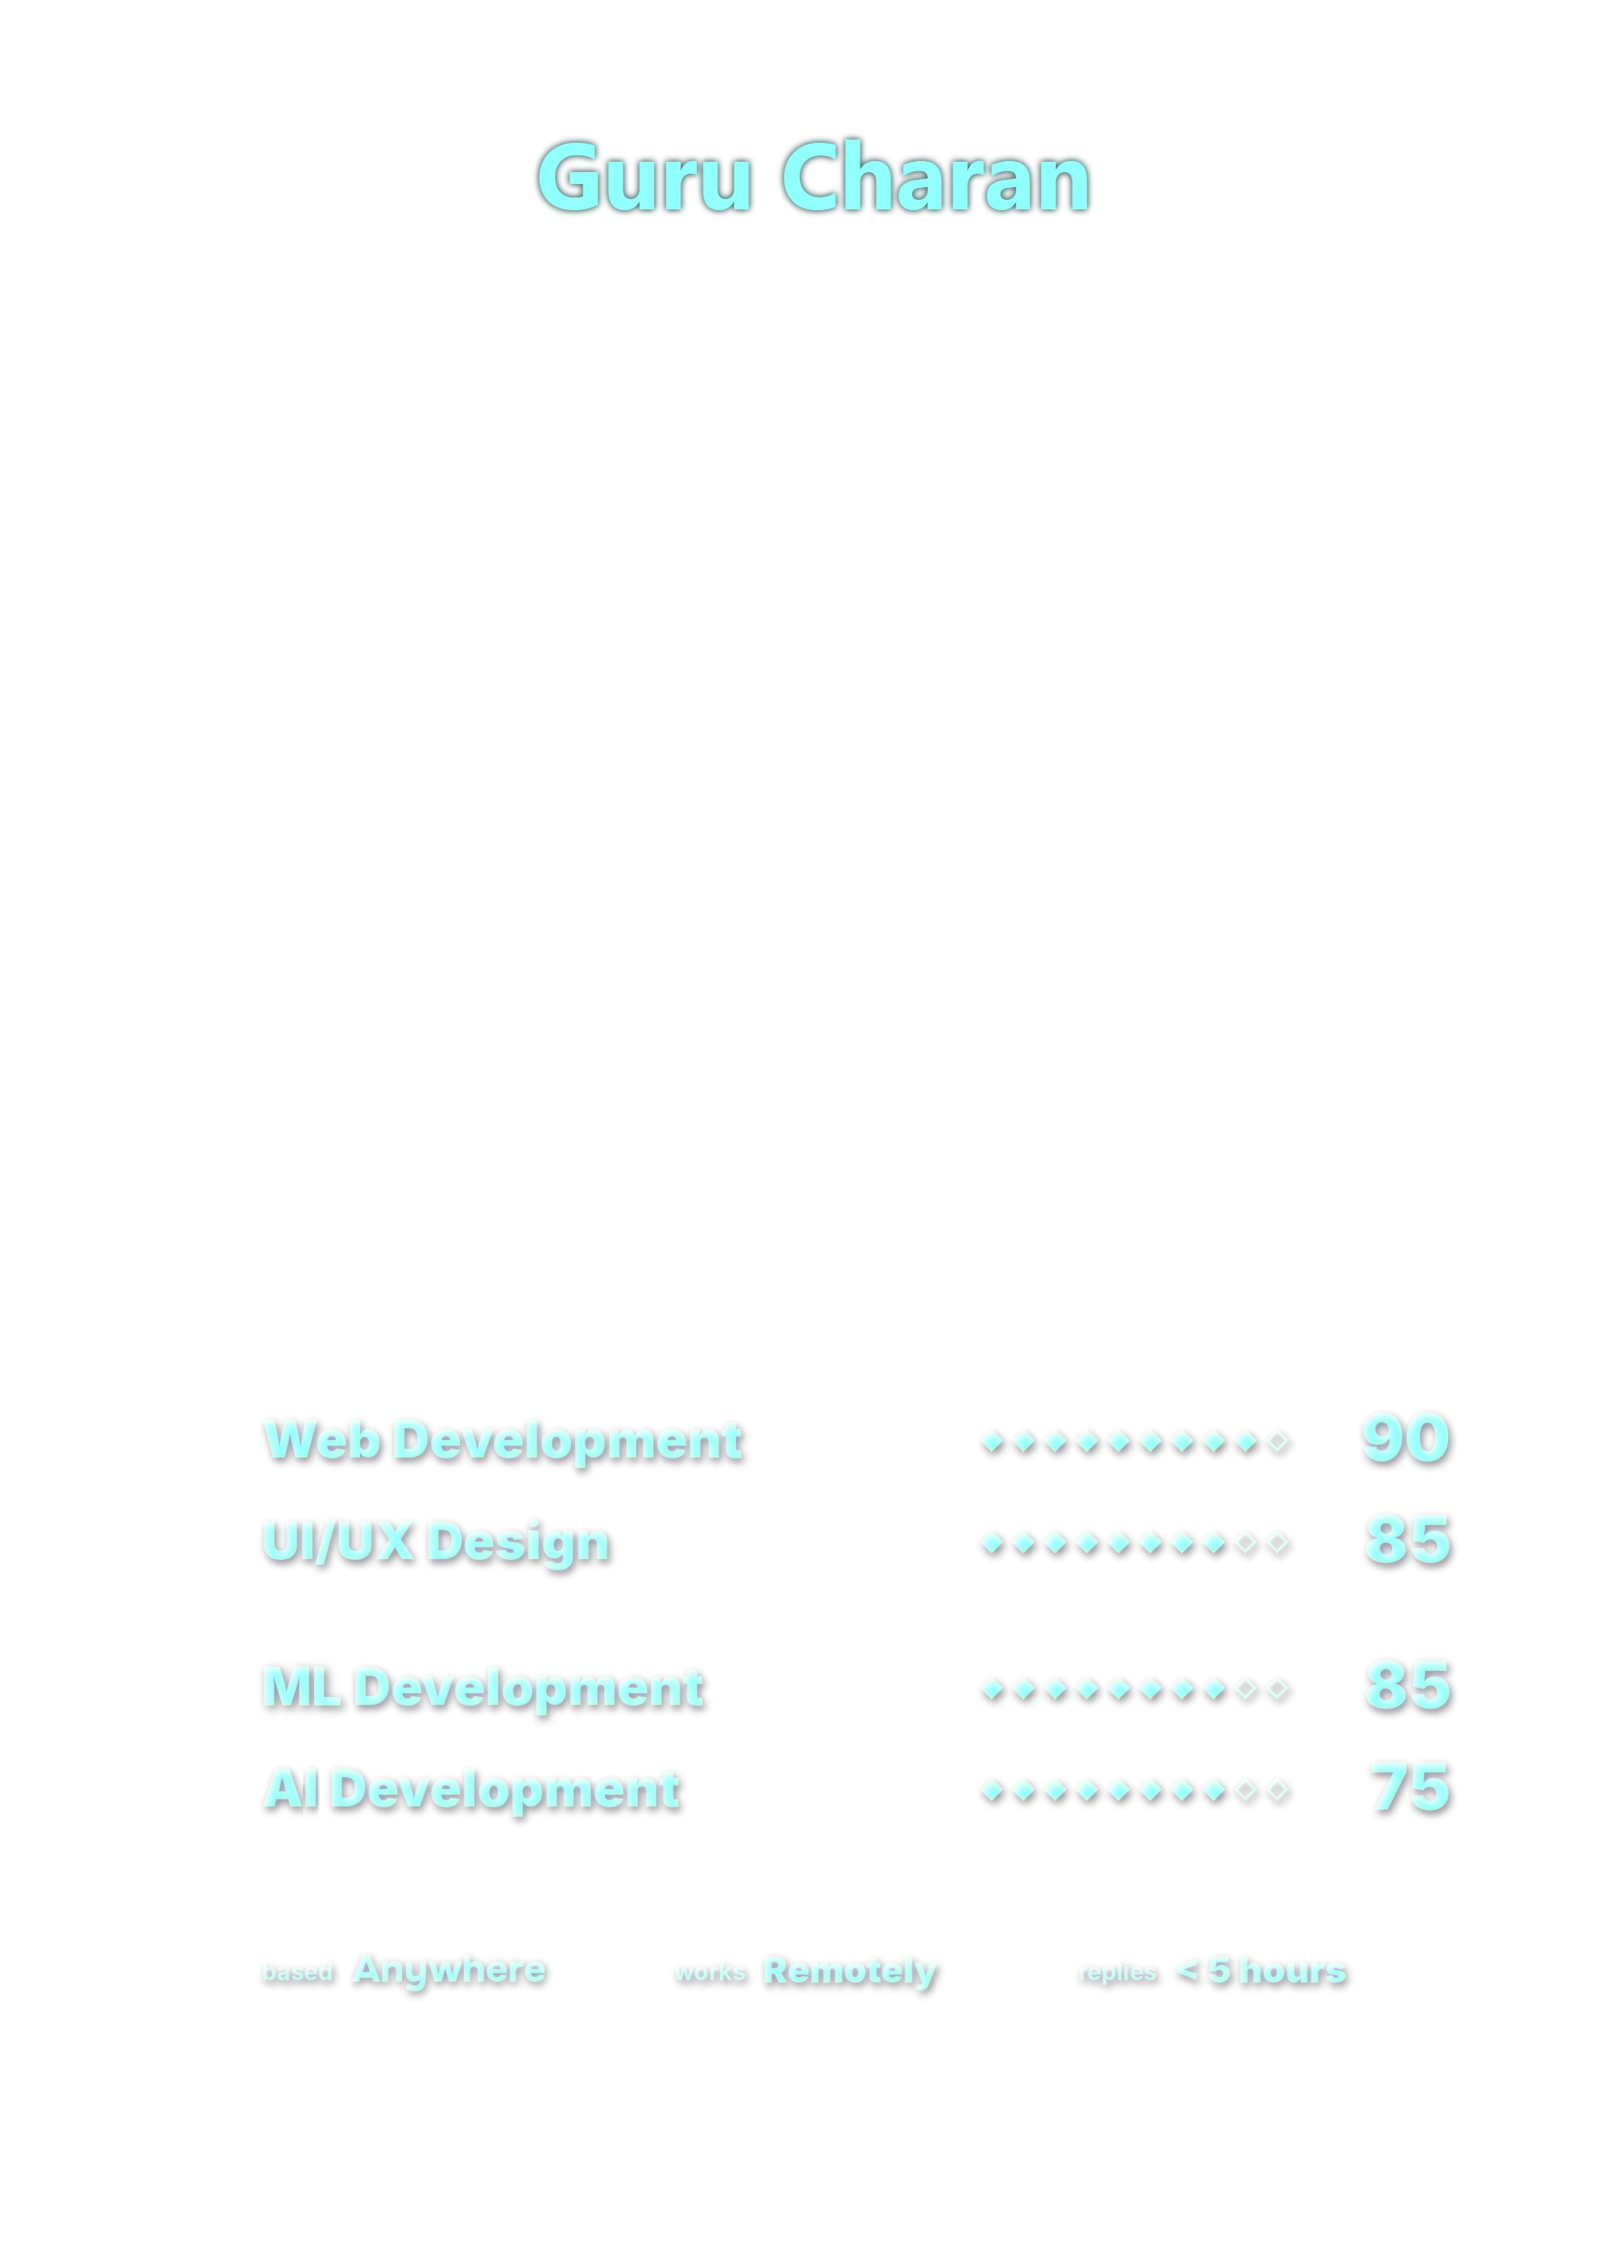 Guru Charan
Web Development ◆◆◆◆◆◆◆◆◆◇ 90
UI/UX Design ◆◆◆◆◆◆◆◆◇◇ 85
ML Development ◆◆◆◆◆◆◆◆◇◇ 85
AI Development ◆◆◆◆◆◆◆◆◇◇ 75
based Anywhere works Remotely replies < 5 hours